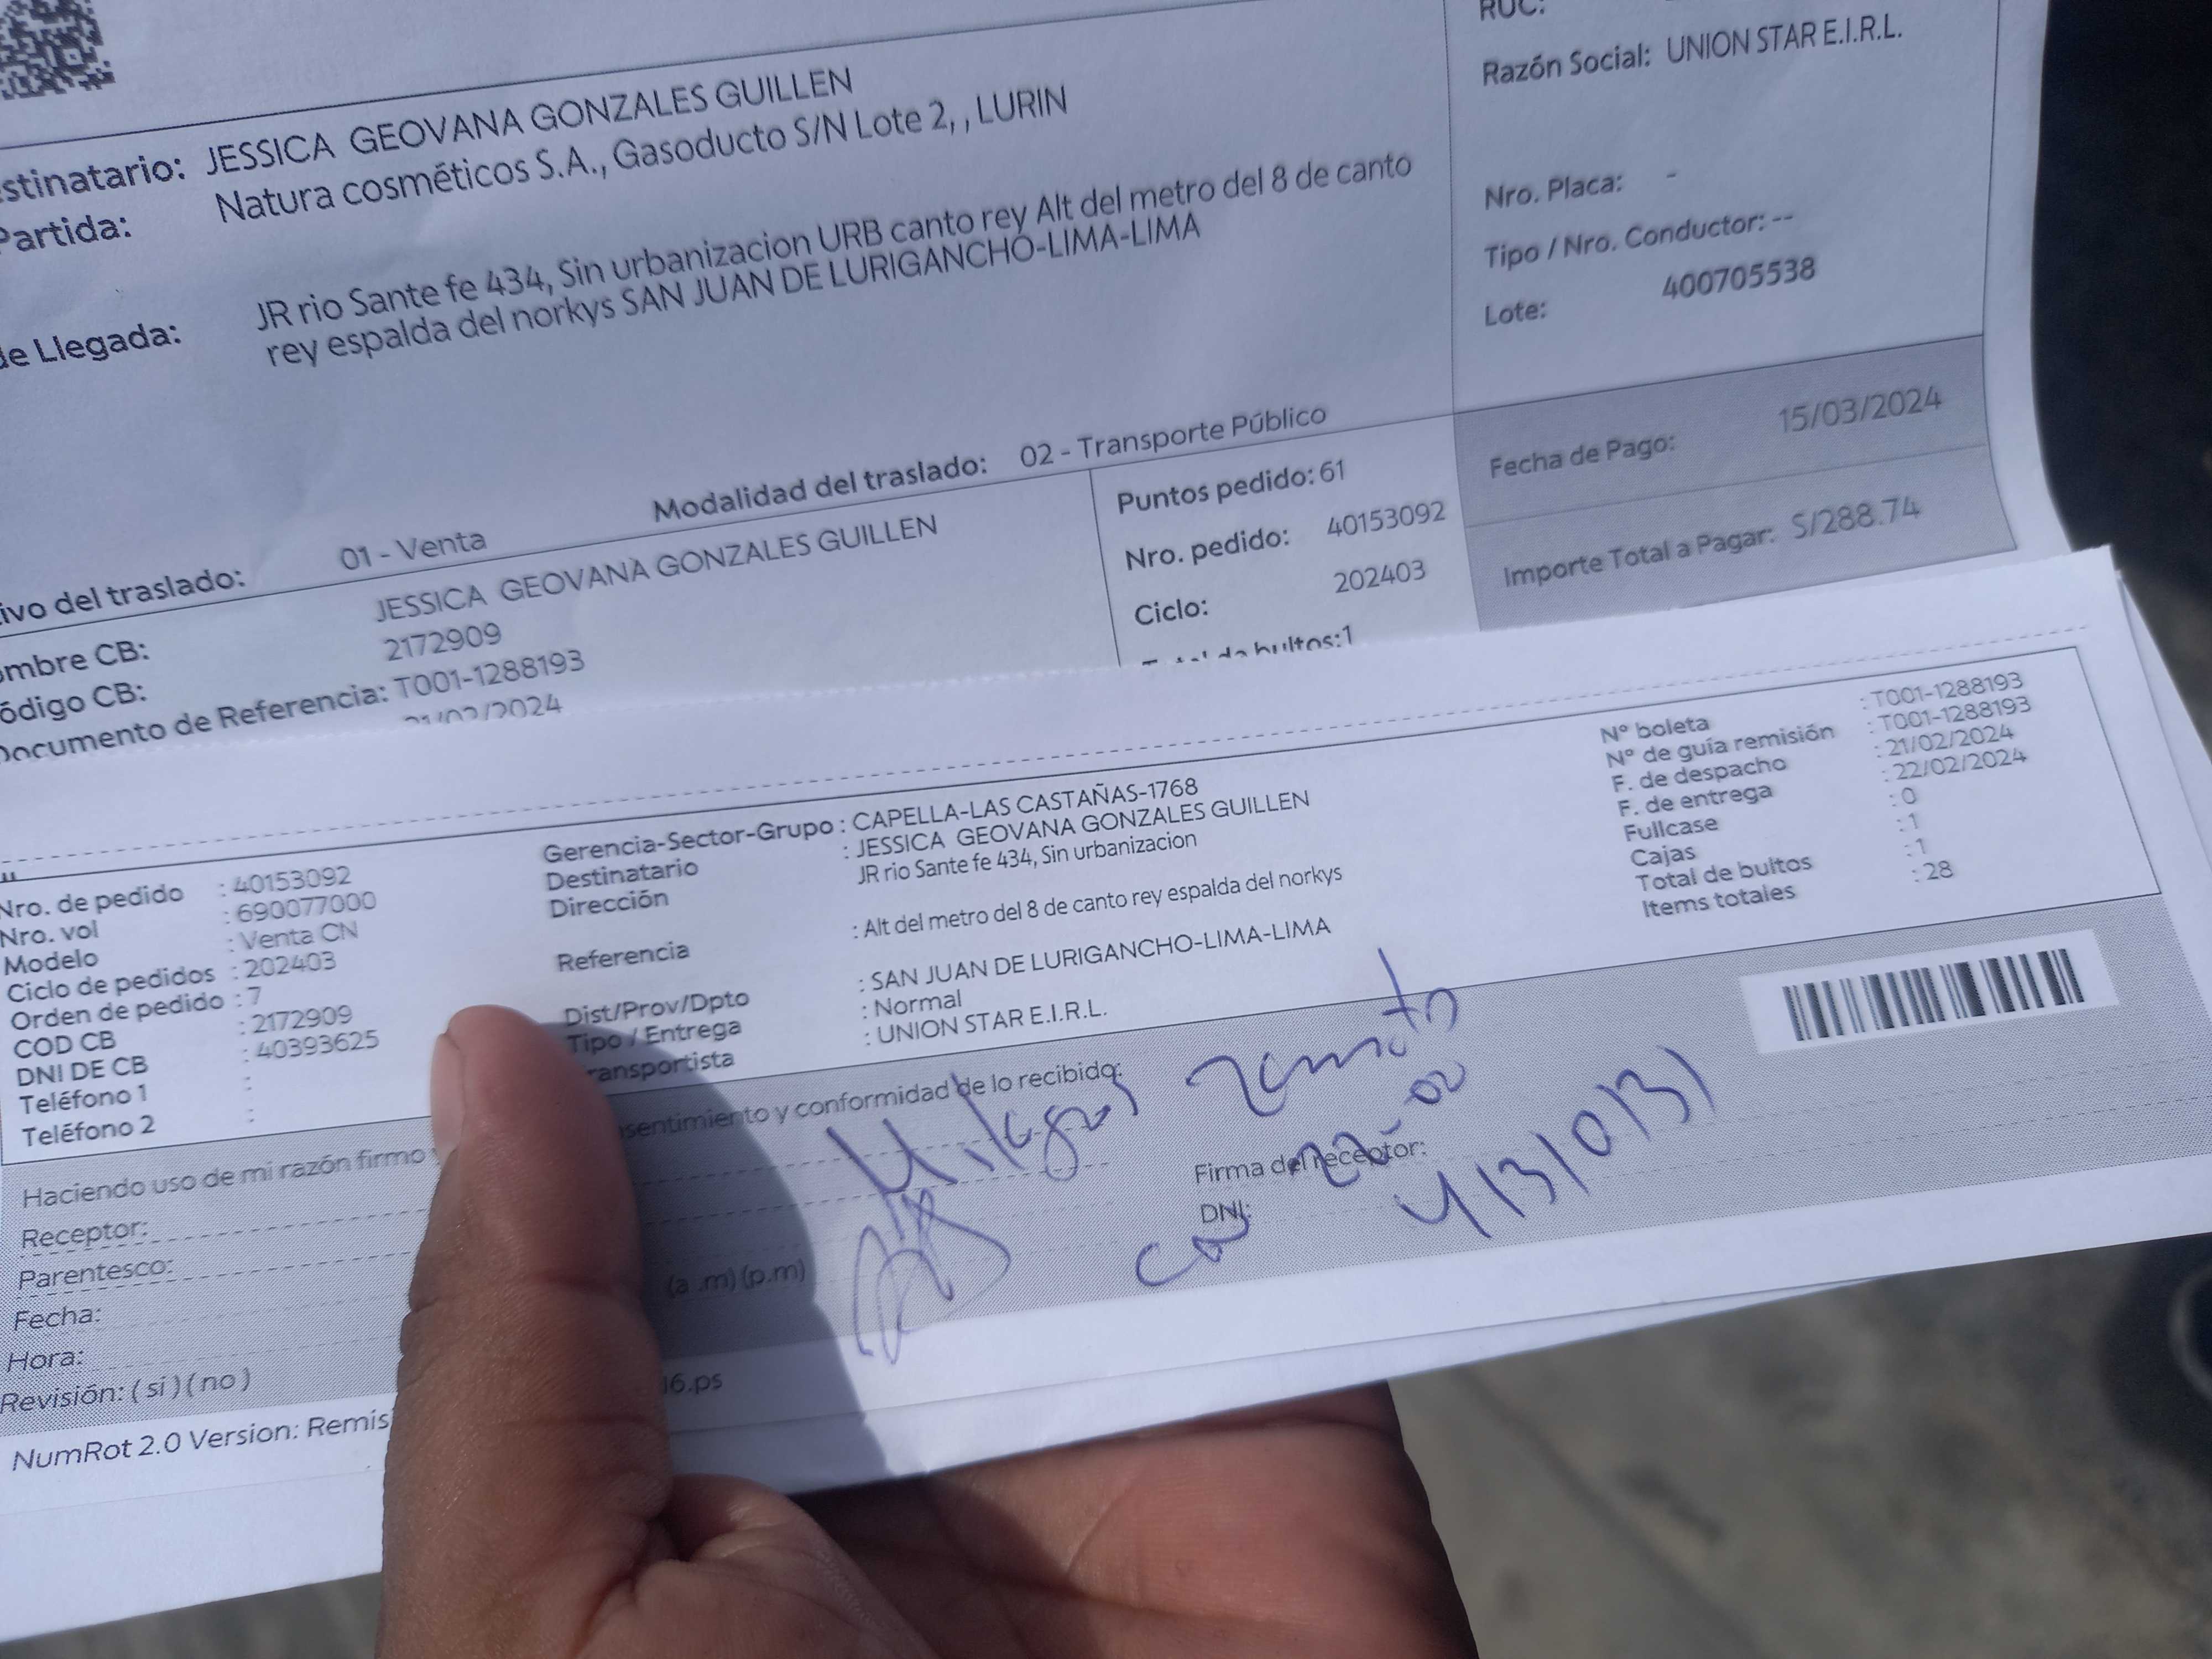 RUC:
Razón Social: UNION STAR E.I.R.L.
stinatario: JESSICA GEOVANA GONZALES GUILLEN
Partida: Natura cosméticos S.A., Gasoducto S/N Lote 2, , LURIN
de Llegada: JR rio Sante fe 434, Sin urbanizacion URB canto rey Alt del metro del 8 de canto
rey espalda del norkys SAN JUAN DE LURIGANCHO-LIMA-LIMA
Nro. Placa: -
Tipo / Nro. Conductor: --
Lote: 400705538
ivo del traslado: 01 - Venta Modalidad del traslado: 02 - Transporte Público
ombre CB: JESSICA GEOVANA GONZALES GUILLEN
ódigo CB: 2172909
Documento de Referencia: T001-1288193
21/02/2024
Puntos pedido: 61
Nro. pedido: 40153092
Ciclo: 202403
Total de bultos:1
Fecha de Pago: 15/03/2024
Importe Total a Pagar: S/288.74
Nro. de pedido : 40153092
Nro. vol : 690077000
Modelo : Venta CN
Ciclo de pedidos : 202403
Orden de pedido : 7
COD CB : 2172909
DNI DE CB : 40393625
Teléfono 1 :
Teléfono 2 :
Gerencia-Sector-Grupo : CAPELLA-LAS CASTAÑAS-1768
Destinatario : JESSICA GEOVANA GONZALES GUILLEN
Dirección JR rio Sante fe 434, Sin urbanizacion
Referencia : Alt del metro del 8 de canto rey espalda del norkys
Dist/Prov/Dpto : SAN JUAN DE LURIGANCHO-LIMA-LIMA
Tipo / Entrega : Normal
ransportista : UNION STAR E.I.R.L.
N° boleta : T001-1288193
N° de guía remisión : T001-1288193
F. de despacho : 21/02/2024
F. de entrega : 22/02/2024
Fullcase : 0
Cajas : 1
Total de bultos : 1
Items totales : 28
Haciendo uso de mi razón firmo sentimiento y conformidad de lo recibido:
Receptor:
Parentesco:
Fecha:
Hora: (a .m) (p.m)
Revisión: ( si ) ( no )
Firma del receptor:
DNI:
Milagros
41310131
NumRot 2.0 Version: Remis 16.ps